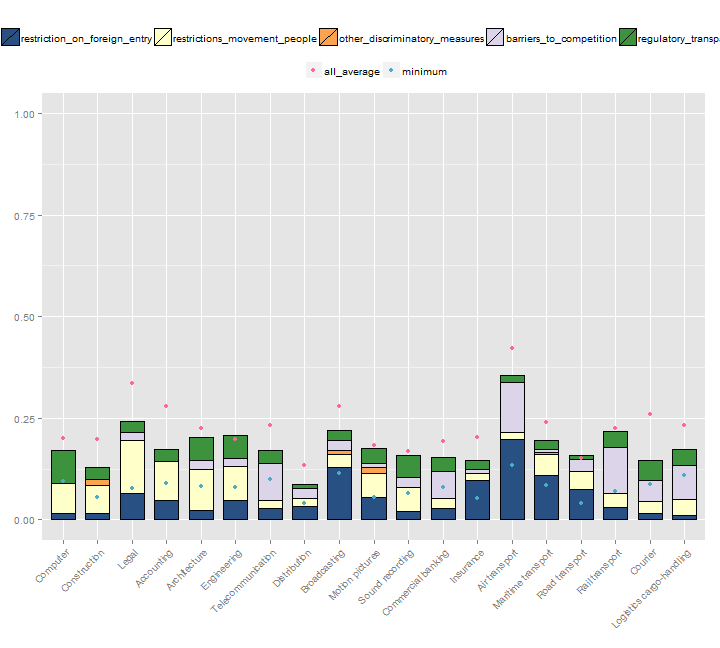 restriction_on_foreign_entry restrictions_movement_people other_discriminatory_measures barriers_to_competition regulatory_transpa
all_average minimum
1.00
0.75
0.50
0.25
0.00
Computer Construction Legal Accounting Architecture Engineering Telecommunication Distribution Broadcasting Motion pictures Sound recording Commercial banking Insurance Air transport Maritime transport Road transport Rail transport Courier Logistics cargo-handling